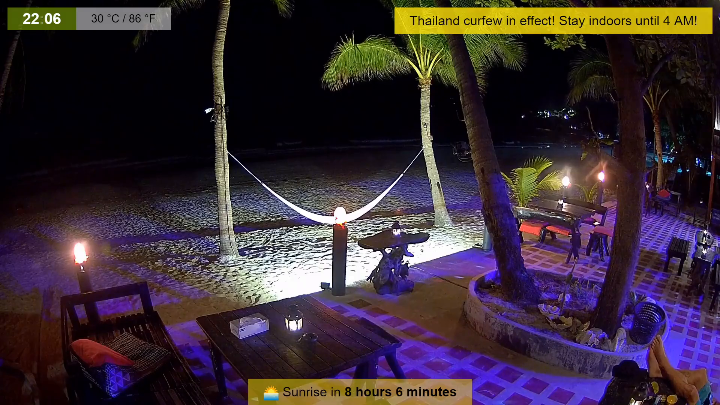 22:06
30 °C / 86 °F
Thailand curfew in effect! Stay indoors until 4 AM!
Sunrise in 8 hours 6 minutes